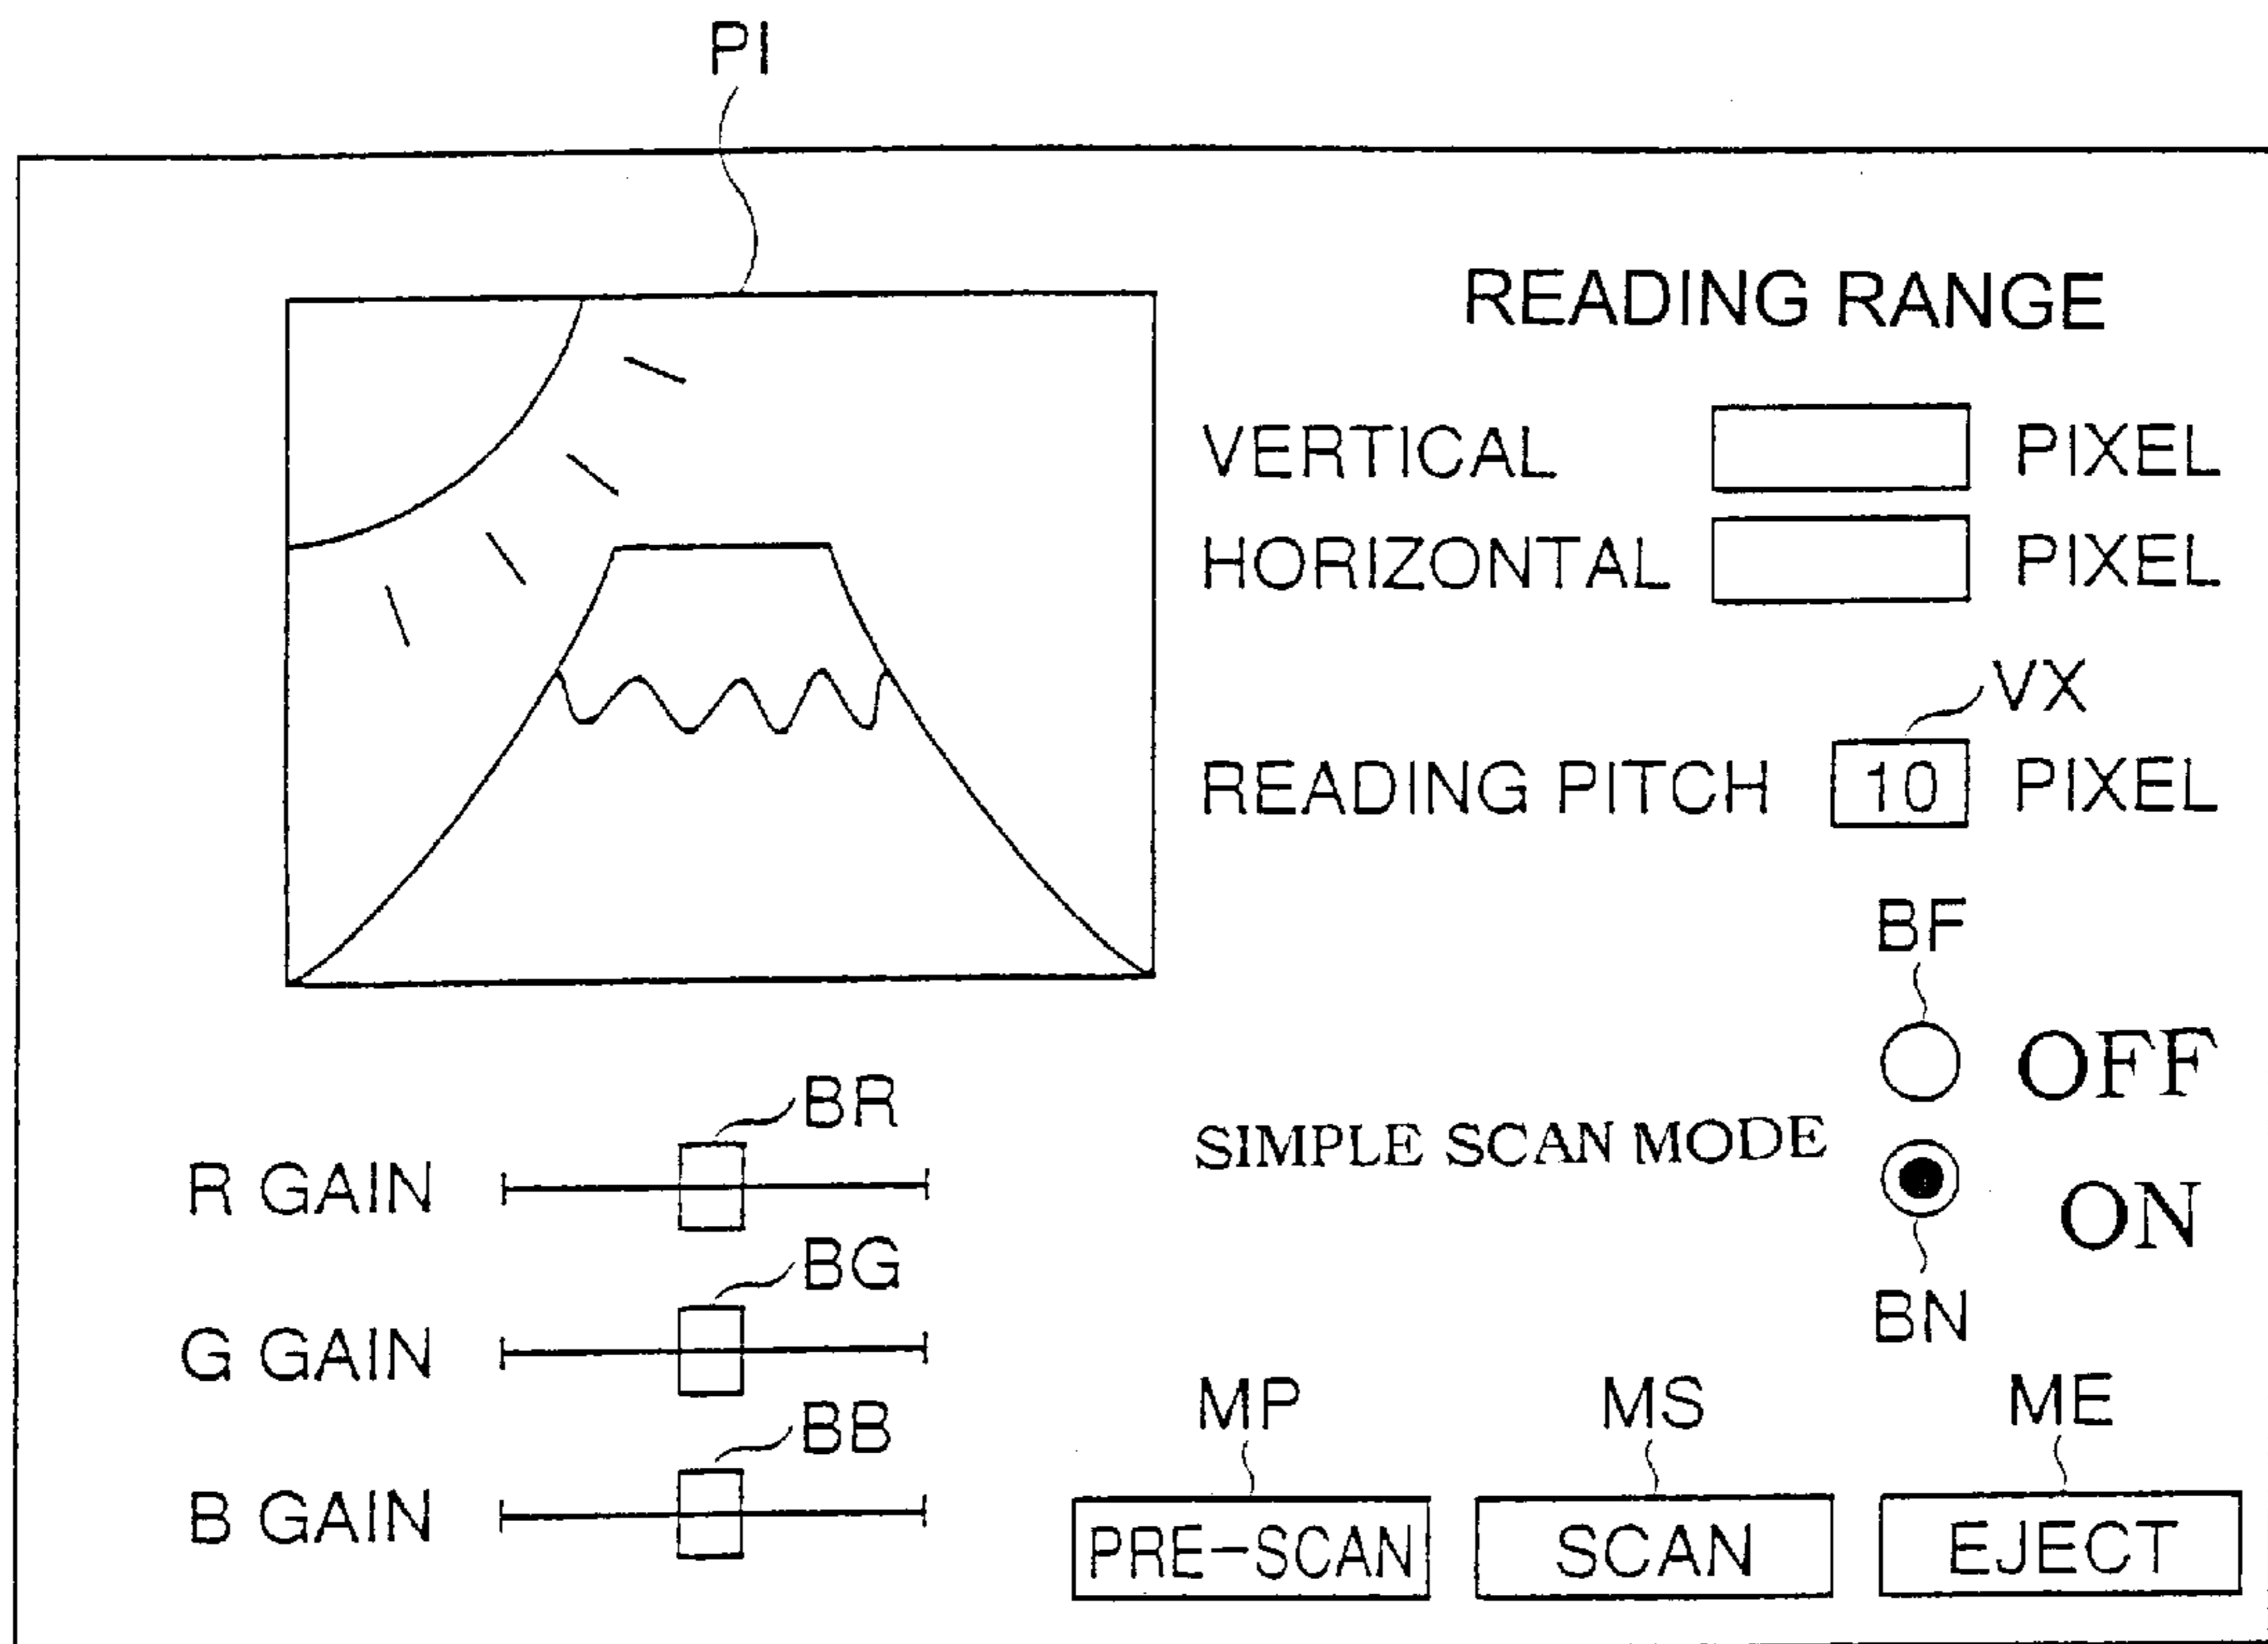 PI
READING RANGE
VERTICAL PIXEL
HORIZONTAL PIXEL
VX
READING PITCH 10 PIXEL
BF
OFF
SIMPLE SCAN MODE
ON
BN
BR
R GAIN
BG
G GAIN
BB
B GAIN
MP MS ME
PRE-SCAN SCAN EJECT